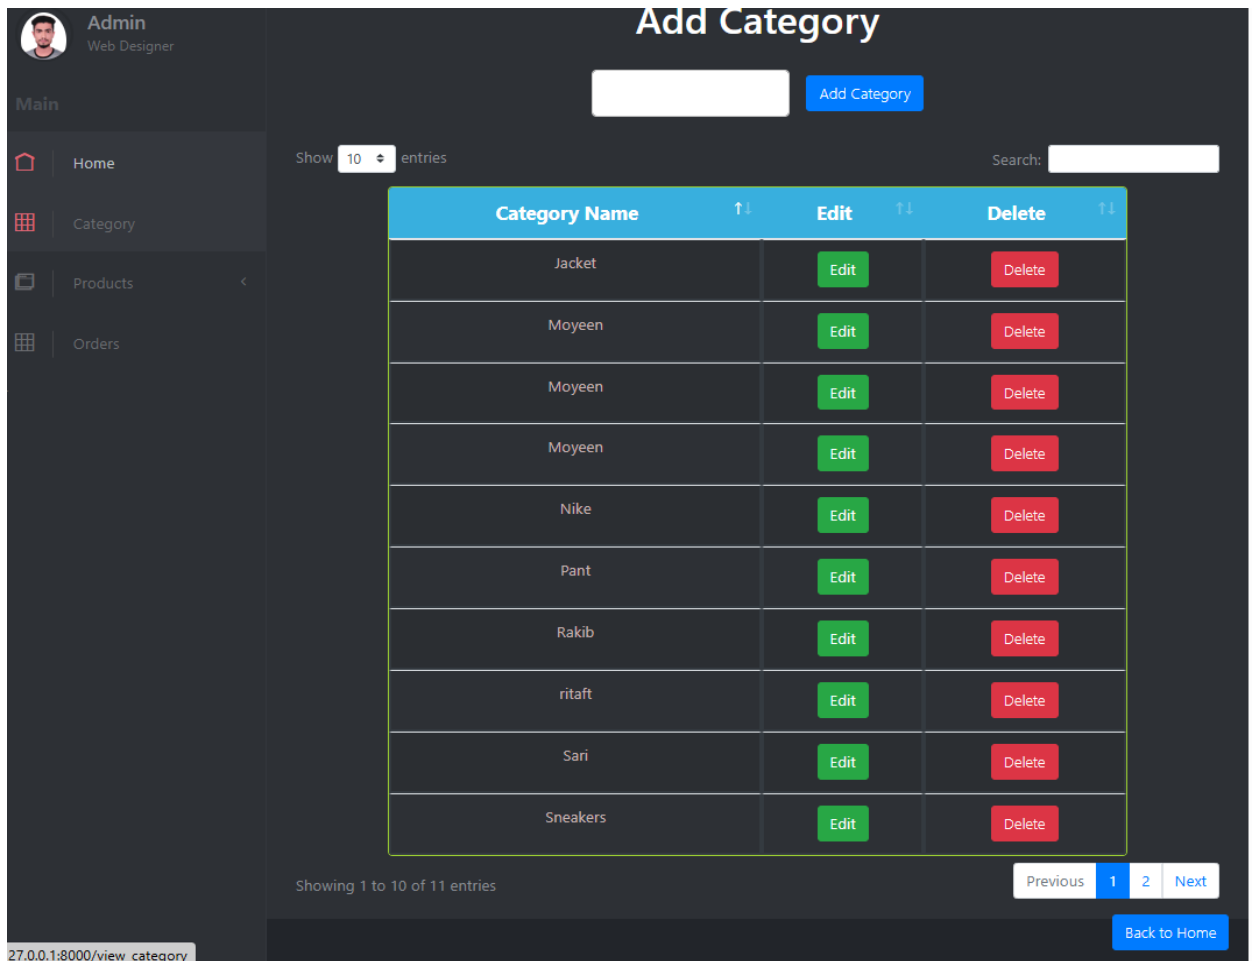 Admin
Web Designer
Main
Home
Category
Products
Orders
Add Category
Add Category
Show 10 entries
Search:
Category Name Edit Delete
Jacket Edit Delete
Moyeen Edit Delete
Moyeen Edit Delete
Moyeen Edit Delete
Nike Edit Delete
Pant Edit Delete
Rakib Edit Delete
ritaft Edit Delete
Sari Edit Delete
Sneakers Edit Delete
Showing 1 to 10 of 11 entries
Previous 1 2 Next
Back to Home
27.0.0.1:8000/view_category